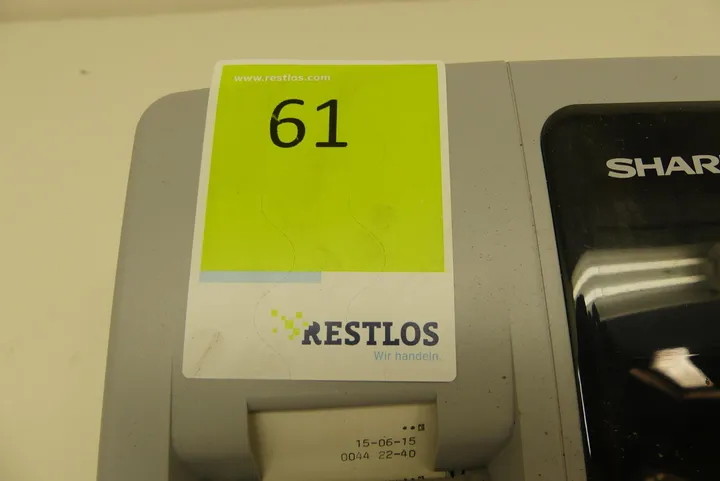 www.restlos.com
61
SHAR
RESTLOS
Wir handeln
15-06-15
0044 22-40